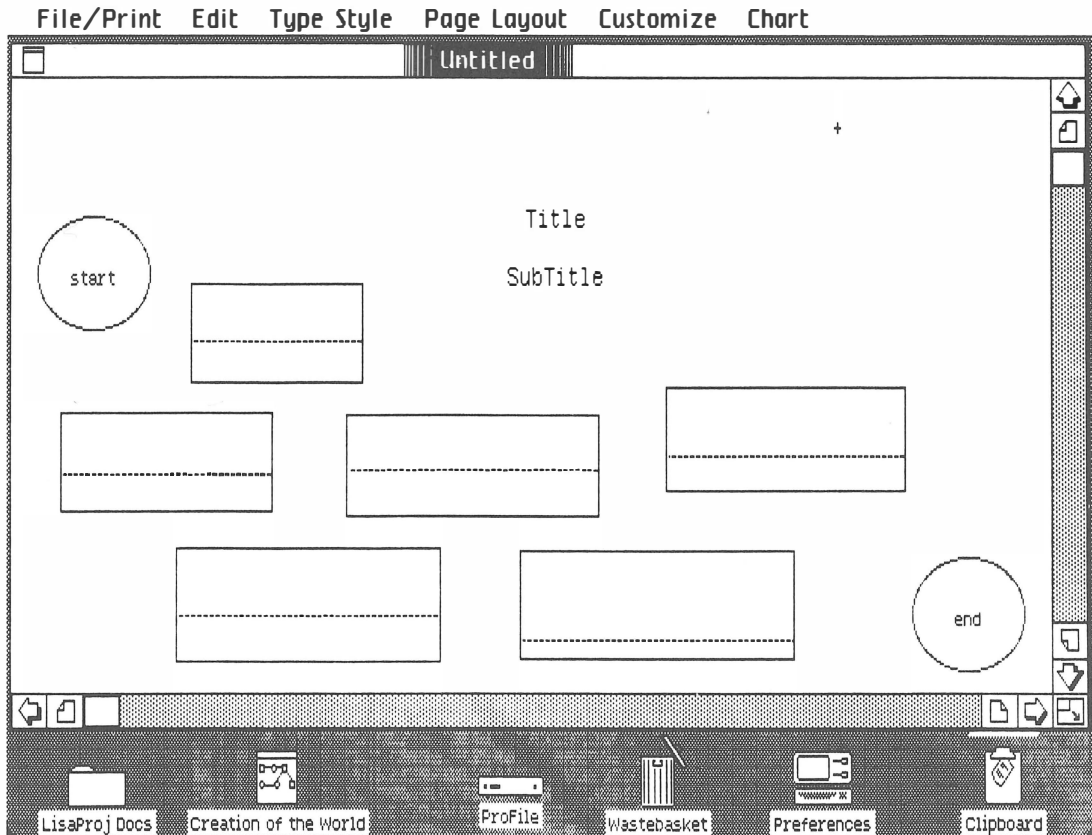 File/Print Edit Type Style Page Layout Customize Chart
Untitled
Title
start
SubTitle
end
LisaProj Docs Creation of the World ProFile Wastebasket Preferences Clipboard